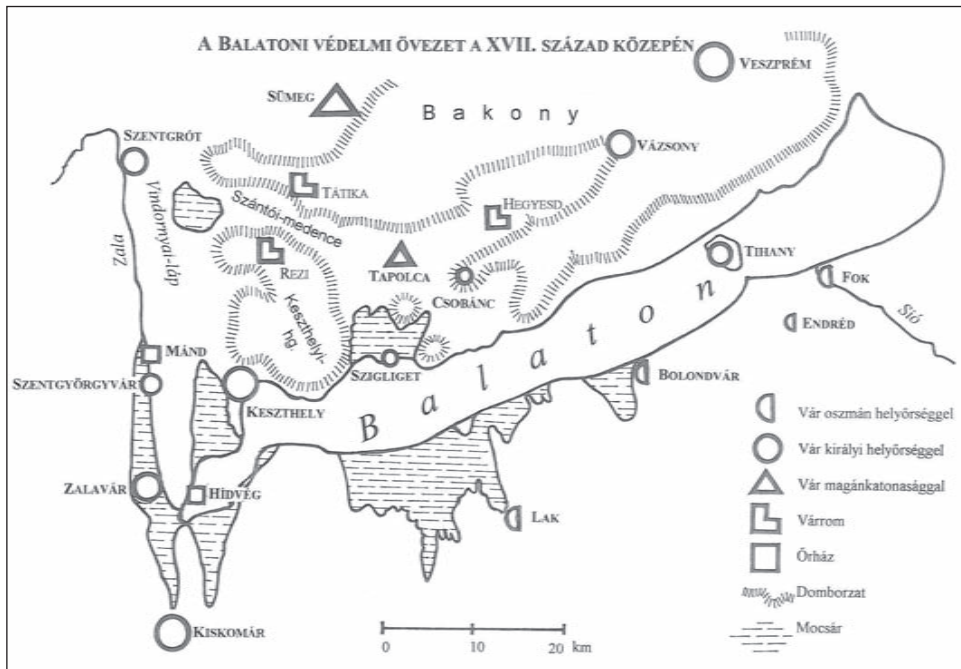 A BALATONI VÉDELMI ÖVEZET A XVII. SZÁZAD KÖZEPÉN
VESZPRÉM
SÜMEG
Bakony
SZENTGRÓT
VÁZSONY
TÁTIKA
HEGYESD
Vindornyai-láp
Szántói-medence
Zala
REZI
TAPOLCA
TIHANY
CSOBÁNC
FOK
Keszthelyi-
hg.
Sió
ENDRÉD
MÁND
SZIGLIGET
SZENTGYÖRGYVÁR
KESZTHELY
Balaton
BOLONDVÁR
ZALAVÁR
HÍDVÉG
LAK
KISKOMÁR
0 10 20 km
Vár oszmán helyőrséggel
Vár királyi helyőrséggel
Vár magánkatonasággal
Várrom
Őrház
Domborzat
Mocsár